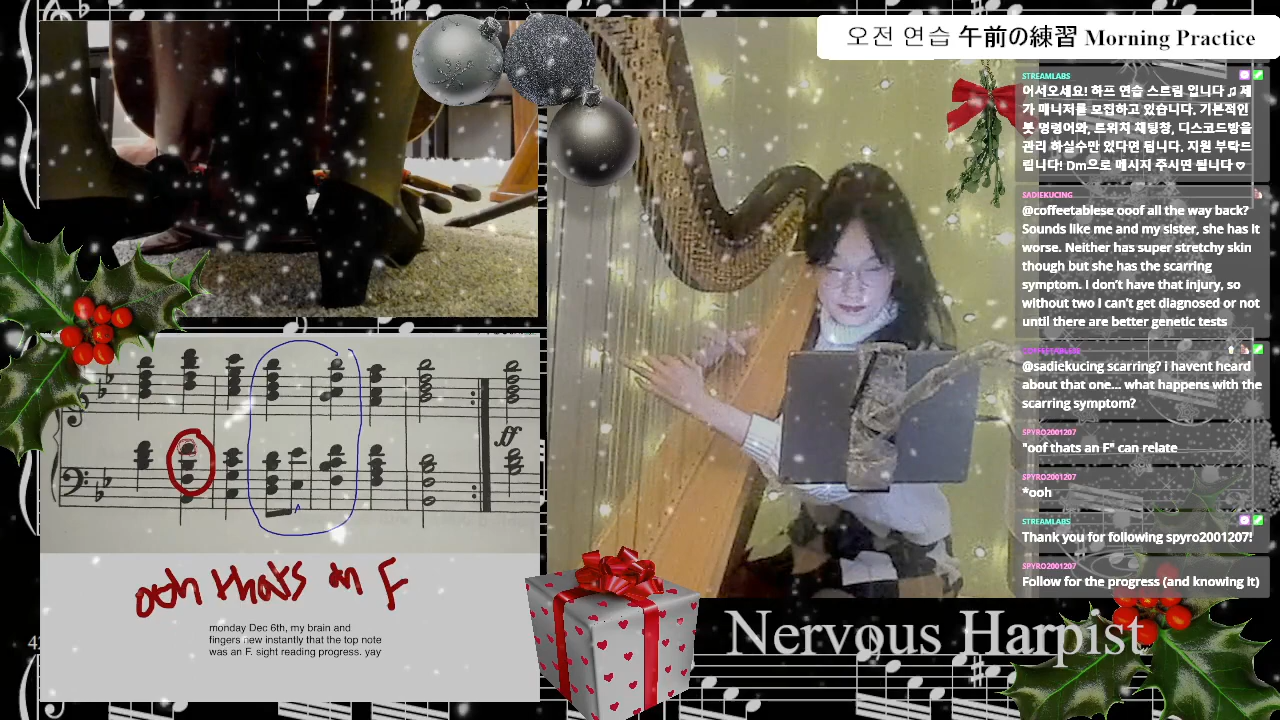 오전 연습 午前の練習 Morning Practice
STREAMLABS
어서오세요! 하프 연습 스트림 입니다 ♫ 제
가 매니저를 모집하고 있습니다. 기본적인
봇 명령어와, 트위치 채팅창, 디스코드방을
관리 하실수만 있다면 됩니다. 지원 부탁드
립니다! Dm으로 메시지 주시면 됩니다 ♡
SADIEKUCING
@coffeetablese ooof all the way back?
Sounds like me and my sister, she has it
worse. Neither has super stretchy skin
though but she has the scarring
symptom. I don't have that injury, so
without two I can't get diagnosed or not
until there are better genetic tests
COFFEETABLESE
@sadiekucing scarring? i havent heard
about that one... what happens with the
scarring symptom?
SPYRO2001207
"oof thats an F" can relate
SPYRO2001207
*ooh
STREAMLABS
Thank you for following spyro2001207!
SPYRO2001207
Follow for the progress (and knowing it)
ff
ooh thats an F
monday Dec 6th, my brain and
fingers new instantly that the top note
was an F. sight reading progress. yay
Nervous Harpist